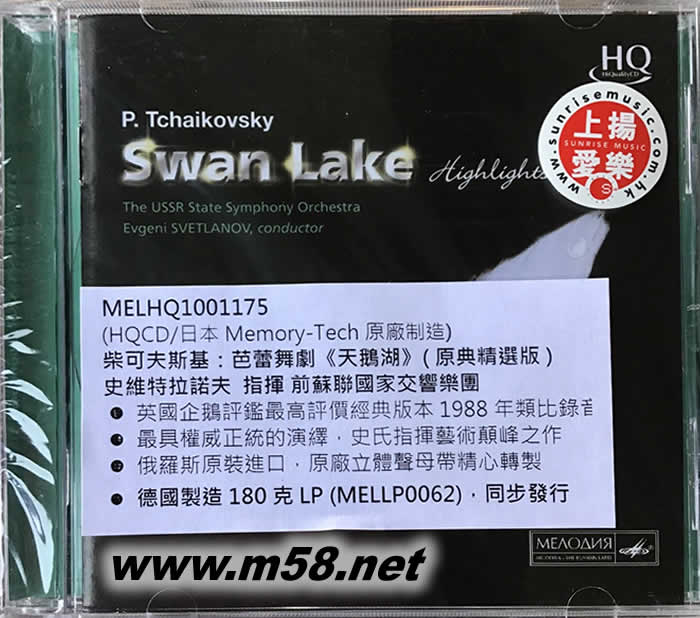 HQ
HiQualityCD
P. Tchaikovsky
Swan Lake Highlights
The USSR State Symphony Orchestra
Evgeni SVETLANOV, conductor
www.sunrisemusic.com.hk
上揚
SUNRISE MUSIC
愛樂
S
MELHQ1001175
(HQCD/日本 Memory-Tech 原廠制造)
柴可夫斯基：芭蕾舞劇《天鵝湖》( 原典精選版 )
史維特拉諾夫 指揮 前蘇聯國家交響樂團
● 英國企鵝評鑑最高評價經典版本 1988 年類比錄音
● 最具權威正統的演繹，史氏指揮藝術顛峰之作
● 俄羅斯原裝進口，原廠立體聲母帶精心轉製
● 德國製造 180 克 LP (MELLP0062)，同步發行
МЕЛОДИЯ
MELODIYA - THE RUSSIAN LABEL
www.m58.net